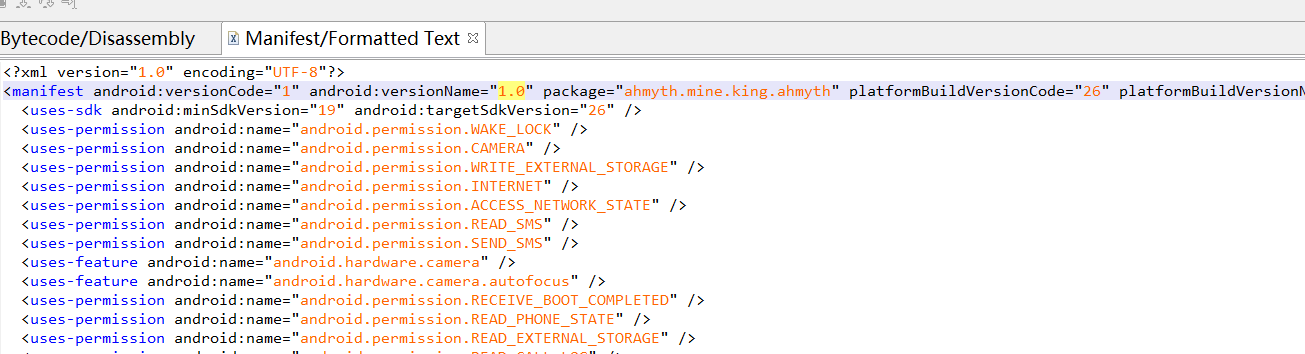 Bytecode/Disassembly Manifest/Formatted Text
<?xml version="1.0" encoding="UTF-8"?>
<manifest android:versionCode="1" android:versionName="1.0" package="ahmyth.mine.king.ahmyth" platformBuildVersionCode="26" platformBuildVersionN
<uses-sdk android:minSdkVersion="19" android:targetSdkVersion="26" />
<uses-permission android:name="android.permission.WAKE_LOCK" />
<uses-permission android:name="android.permission.CAMERA" />
<uses-permission android:name="android.permission.WRITE_EXTERNAL_STORAGE" />
<uses-permission android:name="android.permission.INTERNET" />
<uses-permission android:name="android.permission.ACCESS_NETWORK_STATE" />
<uses-permission android:name="android.permission.READ_SMS" />
<uses-permission android:name="android.permission.SEND_SMS" />
<uses-feature android:name="android.hardware.camera" />
<uses-feature android:name="android.hardware.camera.autofocus" />
<uses-permission android:name="android.permission.RECEIVE_BOOT_COMPLETED" />
<uses-permission android:name="android.permission.READ_PHONE_STATE" />
<uses-permission android:name="android.permission.READ_EXTERNAL_STORAGE" />